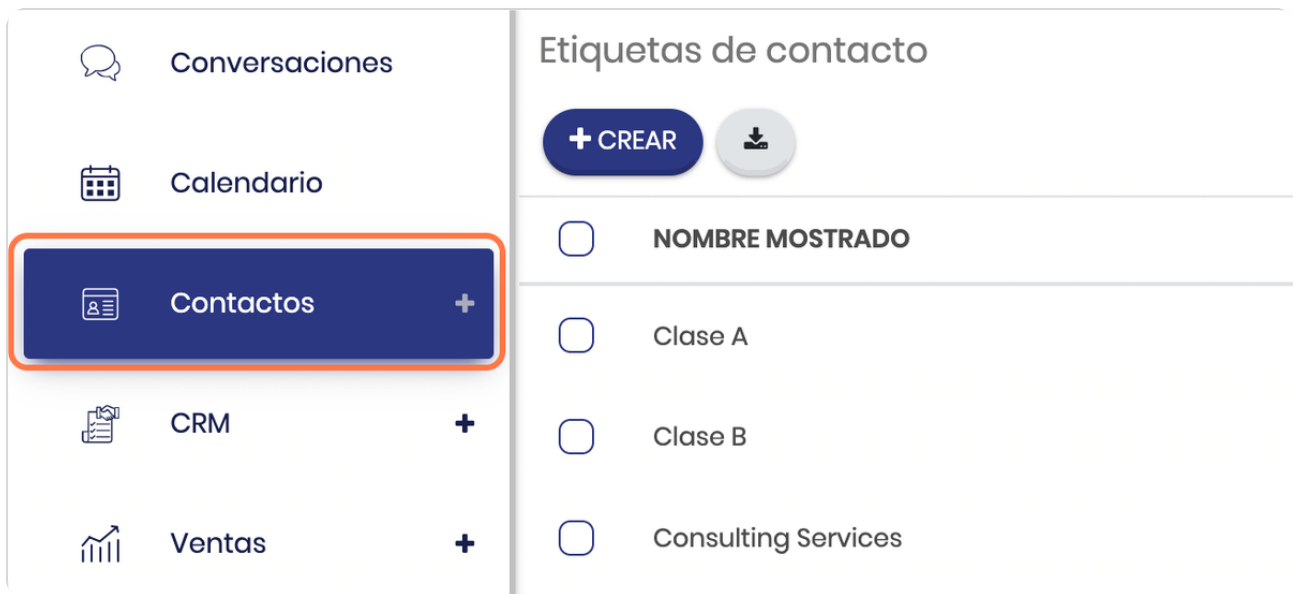 Conversaciones
Calendario
Contactos +
CRM +
Ventas +
Etiquetas de contacto
+ CREAR
NOMBRE MOSTRADO
Clase A
Clase B
Consulting Services